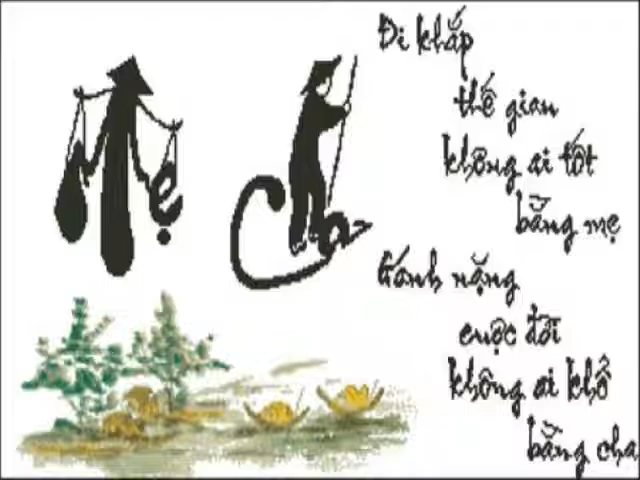 Mẹ Cha
Đi khắp
thế gian
không ai tốt
bằng mẹ
Gánh nặng
cuộc đời
không ai khổ
bằng cha